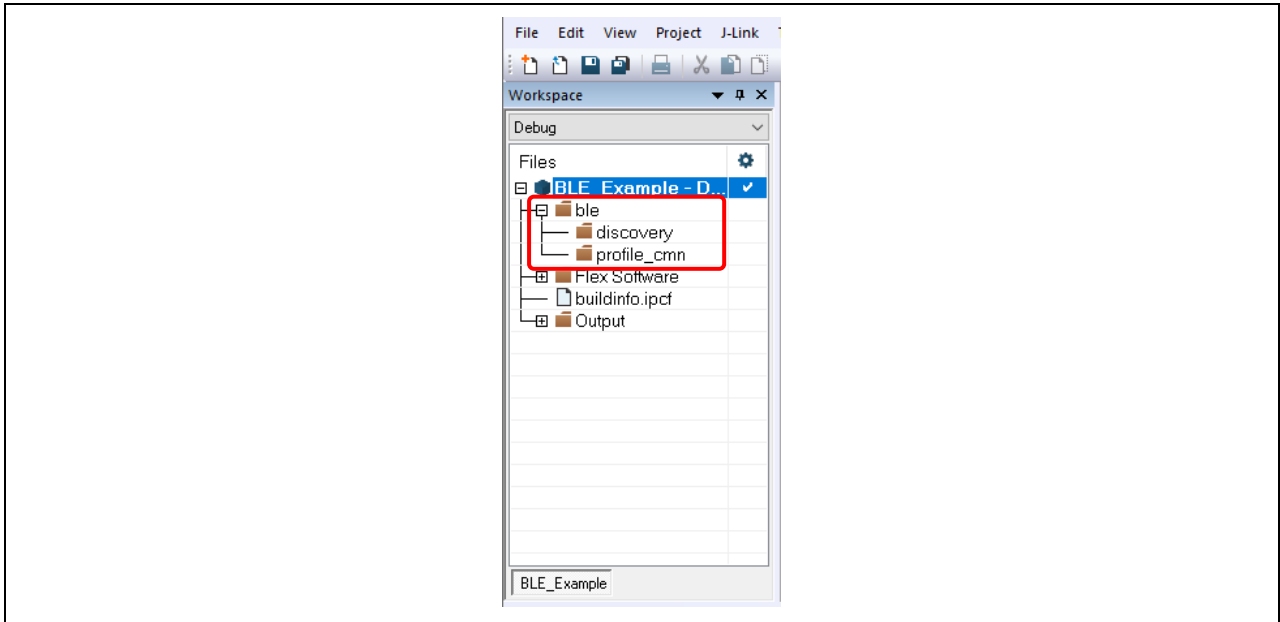 File Edit View Project J-Link
Workspace
Debug
Files
BLE_Example - D...
ble
discovery
profile_cmn
Flex Software
buildinfo.ipcf
Output
BLE_Example